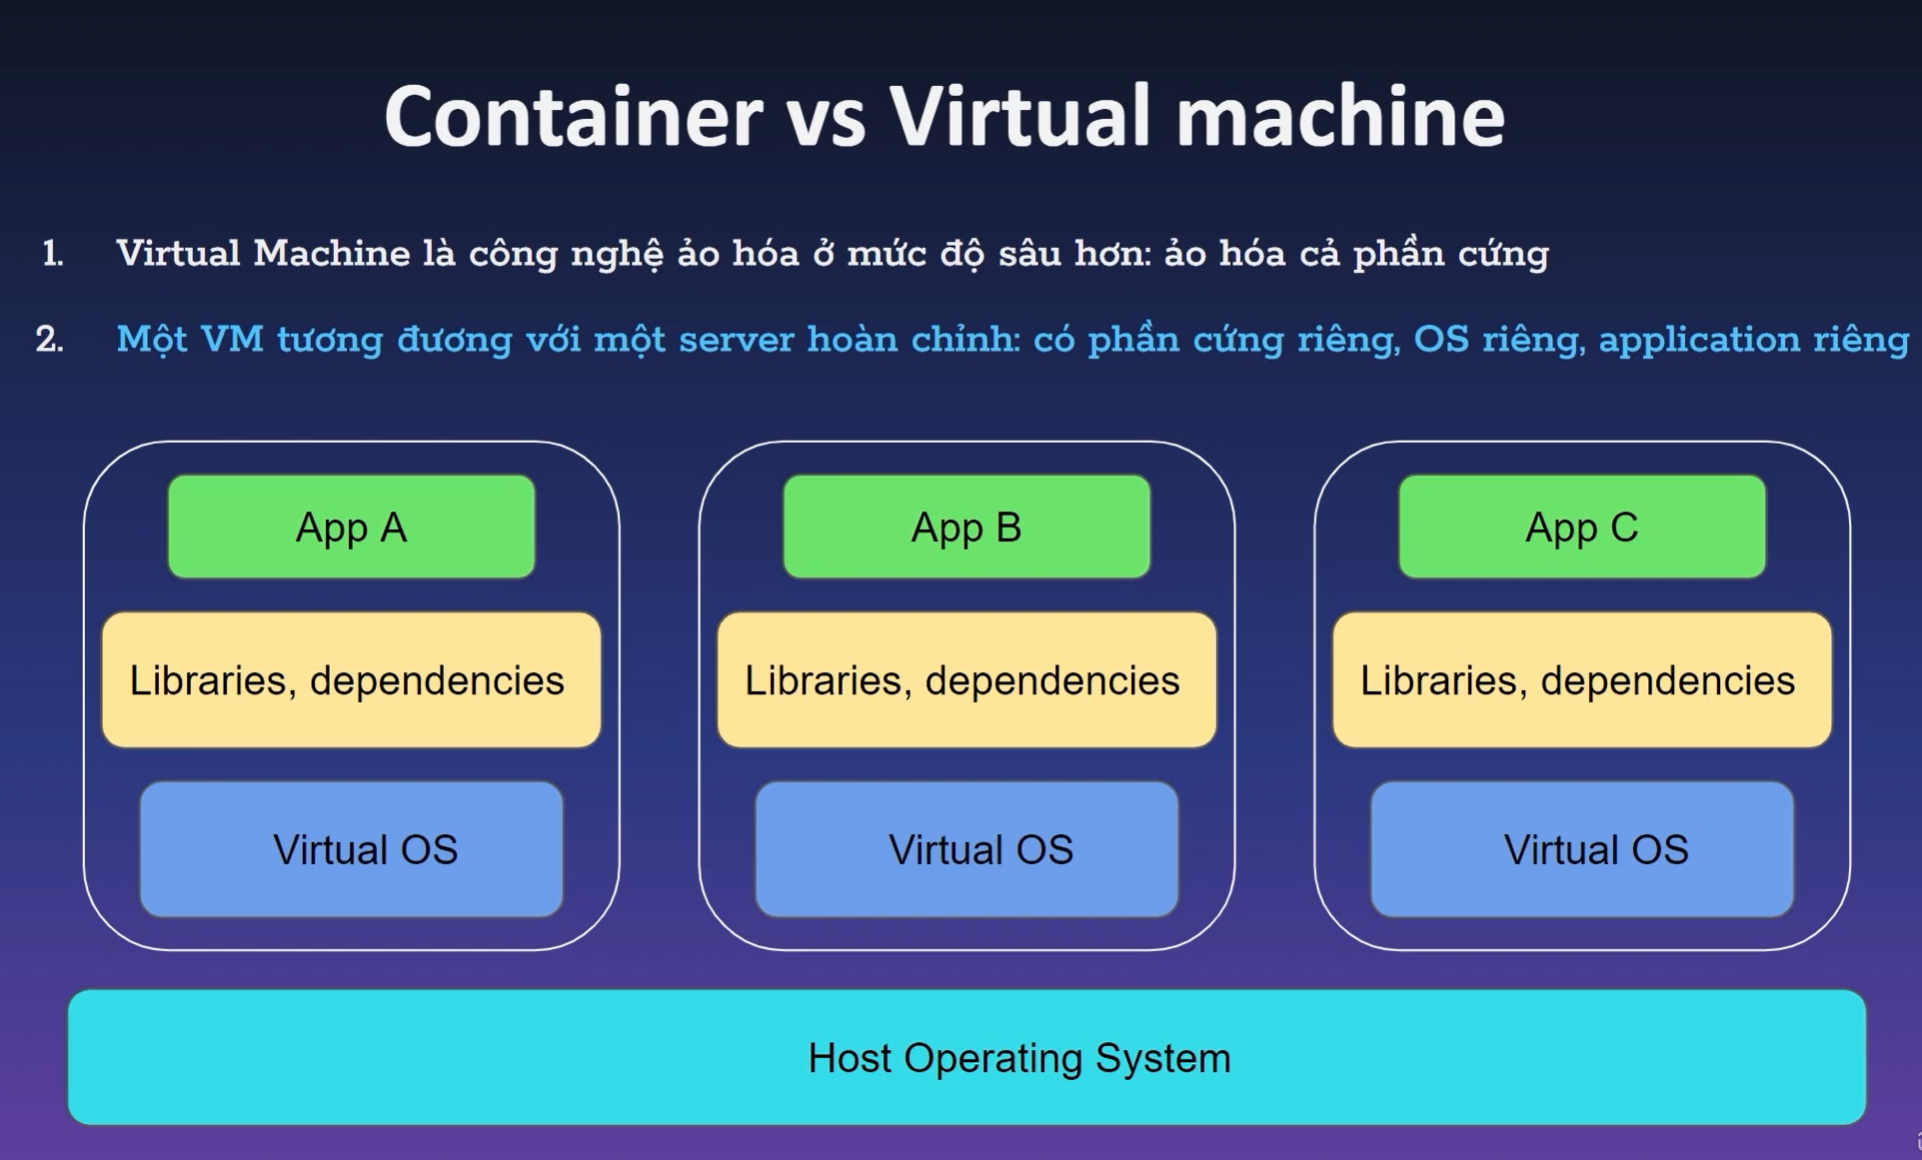 Container vs Virtual machine
1. Virtual Machine là công nghệ ảo hóa ở mức độ sâu hơn: ảo hóa cả phần cứng
2. Một VM tương đương với một server hoàn chỉnh: có phần cứng riêng, OS riêng, application riêng
App A
App B
App C
Libraries, dependencies
Libraries, dependencies
Libraries, dependencies
Virtual OS
Virtual OS
Virtual OS
Host Operating System